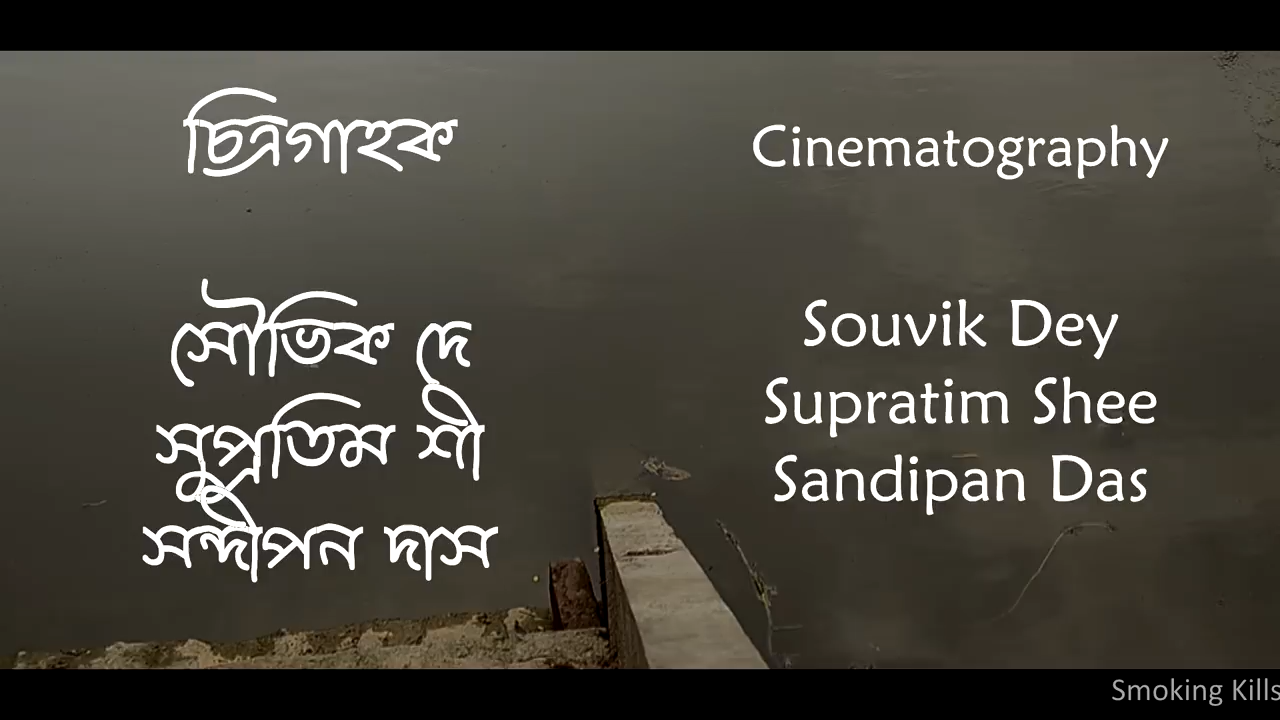 চিত্রগাহক
সৌভিক দে
সুপ্রতিম শী
সন্দীপন দাস
Cinematography
Souvik Dey
Supratim Shee
Sandipan Das
Smoking Kills